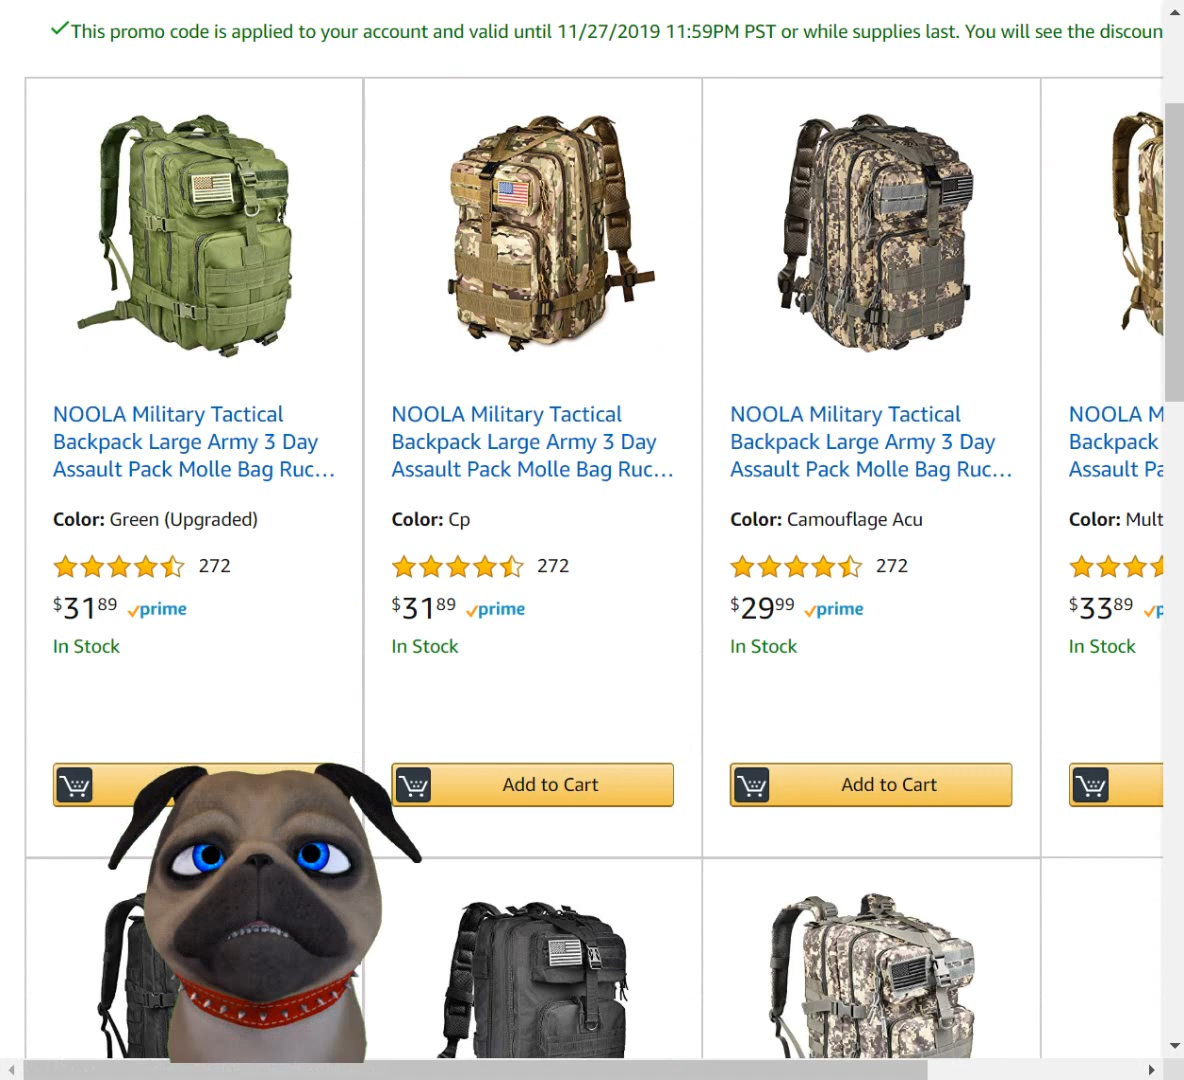 ✓This promo code is applied to your account and valid until 11/27/2019 11:59PM PST or while supplies last. You will see the discoun
NOOLA Military Tactical
Backpack Large Army 3 Day
Assault Pack Molle Bag Ruc…
Color: Green (Upgraded)
272
$31.89 prime
In Stock
NOOLA Military Tactical
Backpack Large Army 3 Day
Assault Pack Molle Bag Ruc…
Color: Cp
272
$31.89 prime
In Stock
Add to Cart
NOOLA Military Tactical
Backpack Large Army 3 Day
Assault Pack Molle Bag Ruc…
Color: Camouflage Acu
272
$29.99 prime
In Stock
Add to Cart
NOOLA M
Backpack
Assault Pa
Color: Mult
$33.89 p
In Stock